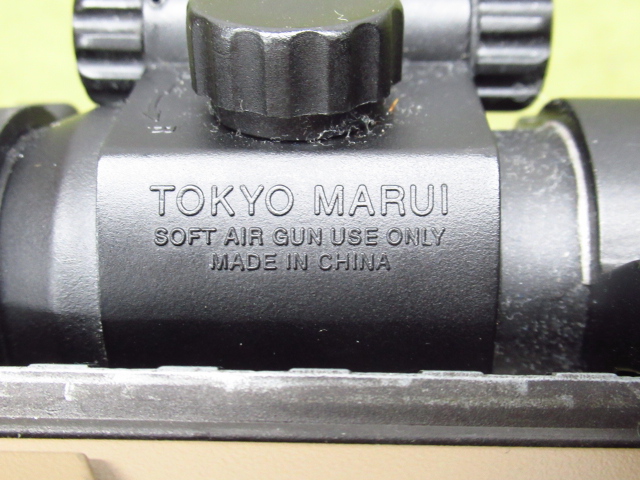 TOKYO MARUI
SOFT AIR GUN USE ONLY
MADE IN CHINA